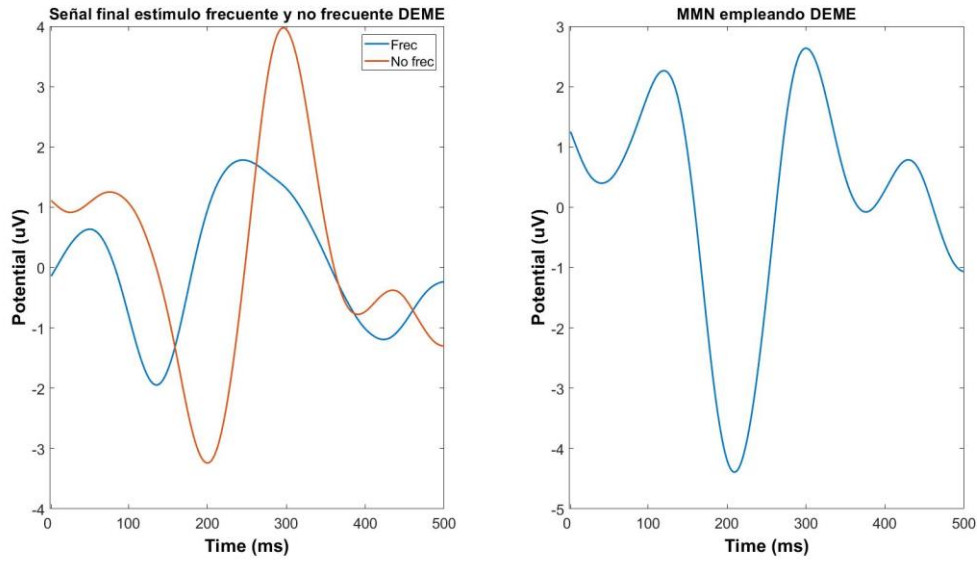 Señal final estímulo frecuente y no frecuente DEME
Frec
No frec
4
3
2
1
0
-1
-2
-3
-4
Potential (uV)
0 100 200 300 400 500
Time (ms)
MMN empleando DEME
3
2
1
0
-1
-2
-3
-4
-5
Potential (uV)
0 100 200 300 400 500
Time (ms)